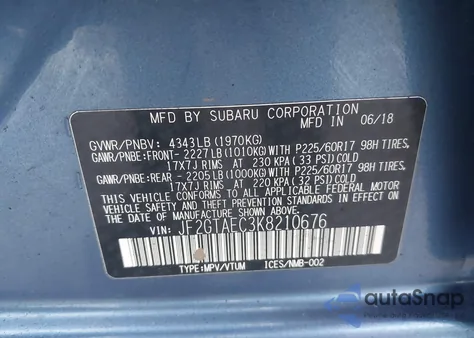 MFD BY SUBARU CORPORATION
MFD IN 06/18
GVWR/PNBV: 4343LB (1970KG)
GAWR/PNBE:FRONT- 2227LB(1010KG)WITH P225/60R17 98H TIRES,
17X7J RIMS AT 230 KPA (33 PSI)COLD
GAWR/PNBE:REAR - 2205LB(1000KG)WITH P225/60R17 98H TIRES,
17X7J RIMS AT 220 KPA (32 PSI)COLD
THIS VEHICLE CONFORMS TO ALL APPLICABLE FEDERAL MOTOR
VEHICLE SAFETY, BUMPER, AND THEFT PREVENTION STANDARDS
IN EFFECT ON THE DATE OF MANUFACTURE SHOWN ABOVE.
VIN: JF2GTAEC3K8210676
TYPE:MPV/VTUM ICES/NMB-002
autoSnap